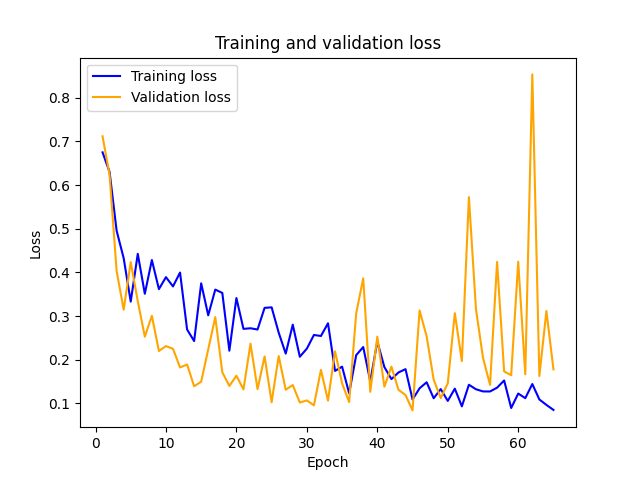 Training and validation loss
Training loss
Validation loss
0.8
0.7
0.6
0.5
0.4
0.3
0.2
0.1
Loss
0 10 20 30 40 50 60
Epoch